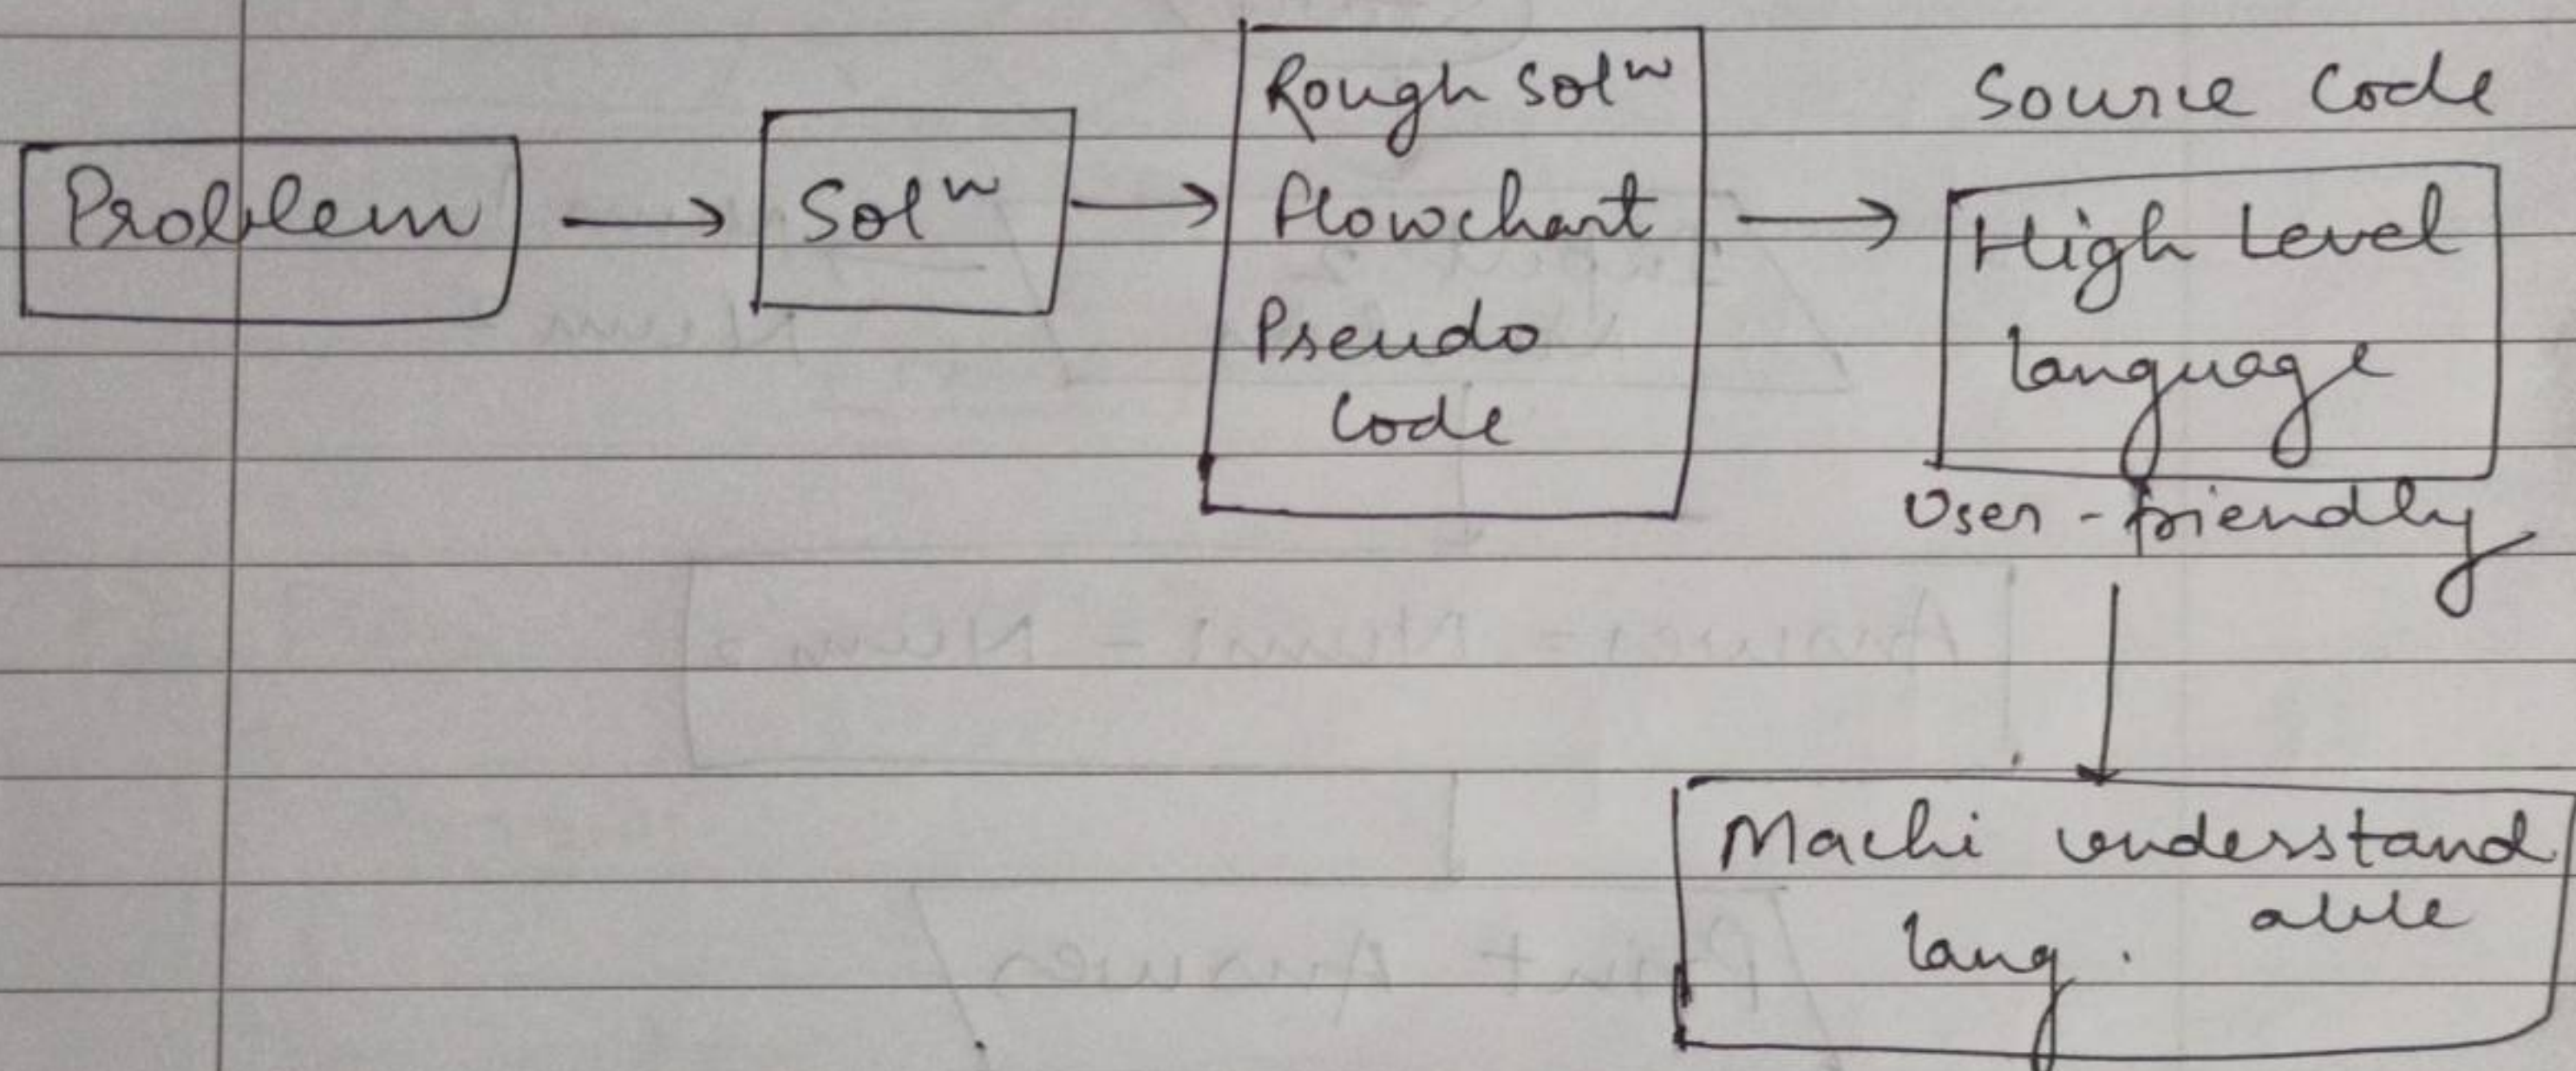 Problem
Solⁿ
Rough Solⁿ
flowchart
Pseudo
Code
Source Code
High Level
language
User-friendly
Machi understand
able
lang.